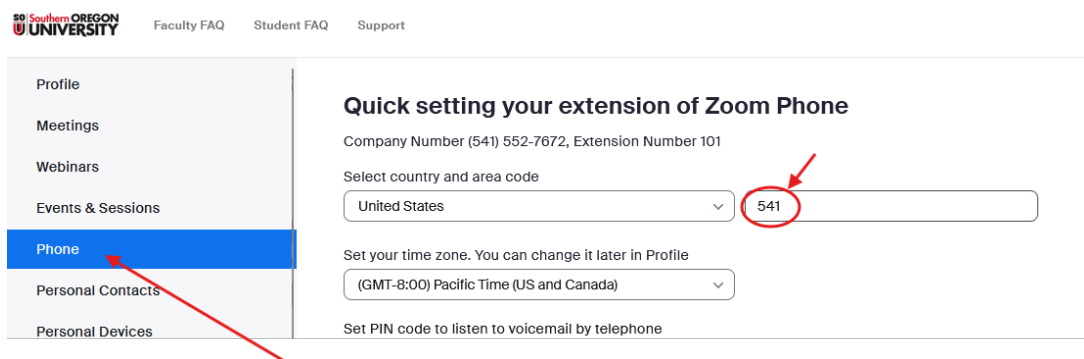 SO Southern OREGON
U UNIVERSITY
Faculty FAQ Student FAQ Support
Profile
Meetings
Webinars
Events & Sessions
Phone
Personal Contacts
Personal Devices
Quick setting your extension of Zoom Phone
Company Number (541) 552-7672, Extension Number 101
Select country and area code
United States 541
Set your time zone. You can change it later in Profile
(GMT-8:00) Pacific Time (US and Canada)
Set PIN code to listen to voicemail by telephone